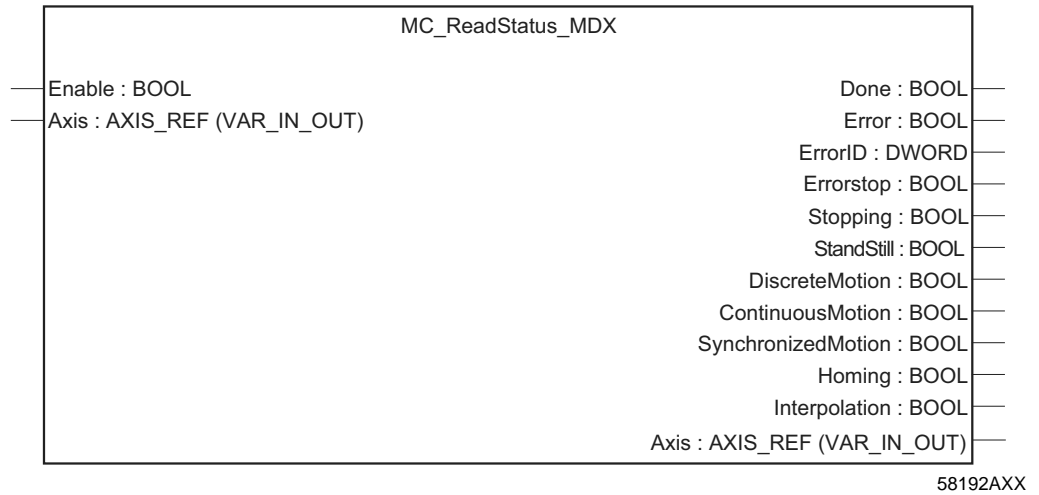 MC_ReadStatus_MDX
Enable : BOOL
Done : BOOL
Axis : AXIS_REF (VAR_IN_OUT)
Error : BOOL
ErrorID : DWORD
Errorstop : BOOL
Stopping : BOOL
StandStill : BOOL
DiscreteMotion : BOOL
ContinuousMotion : BOOL
SynchronizedMotion : BOOL
Homing : BOOL
Interpolation : BOOL
Axis : AXIS_REF (VAR_IN_OUT)
58192AXX